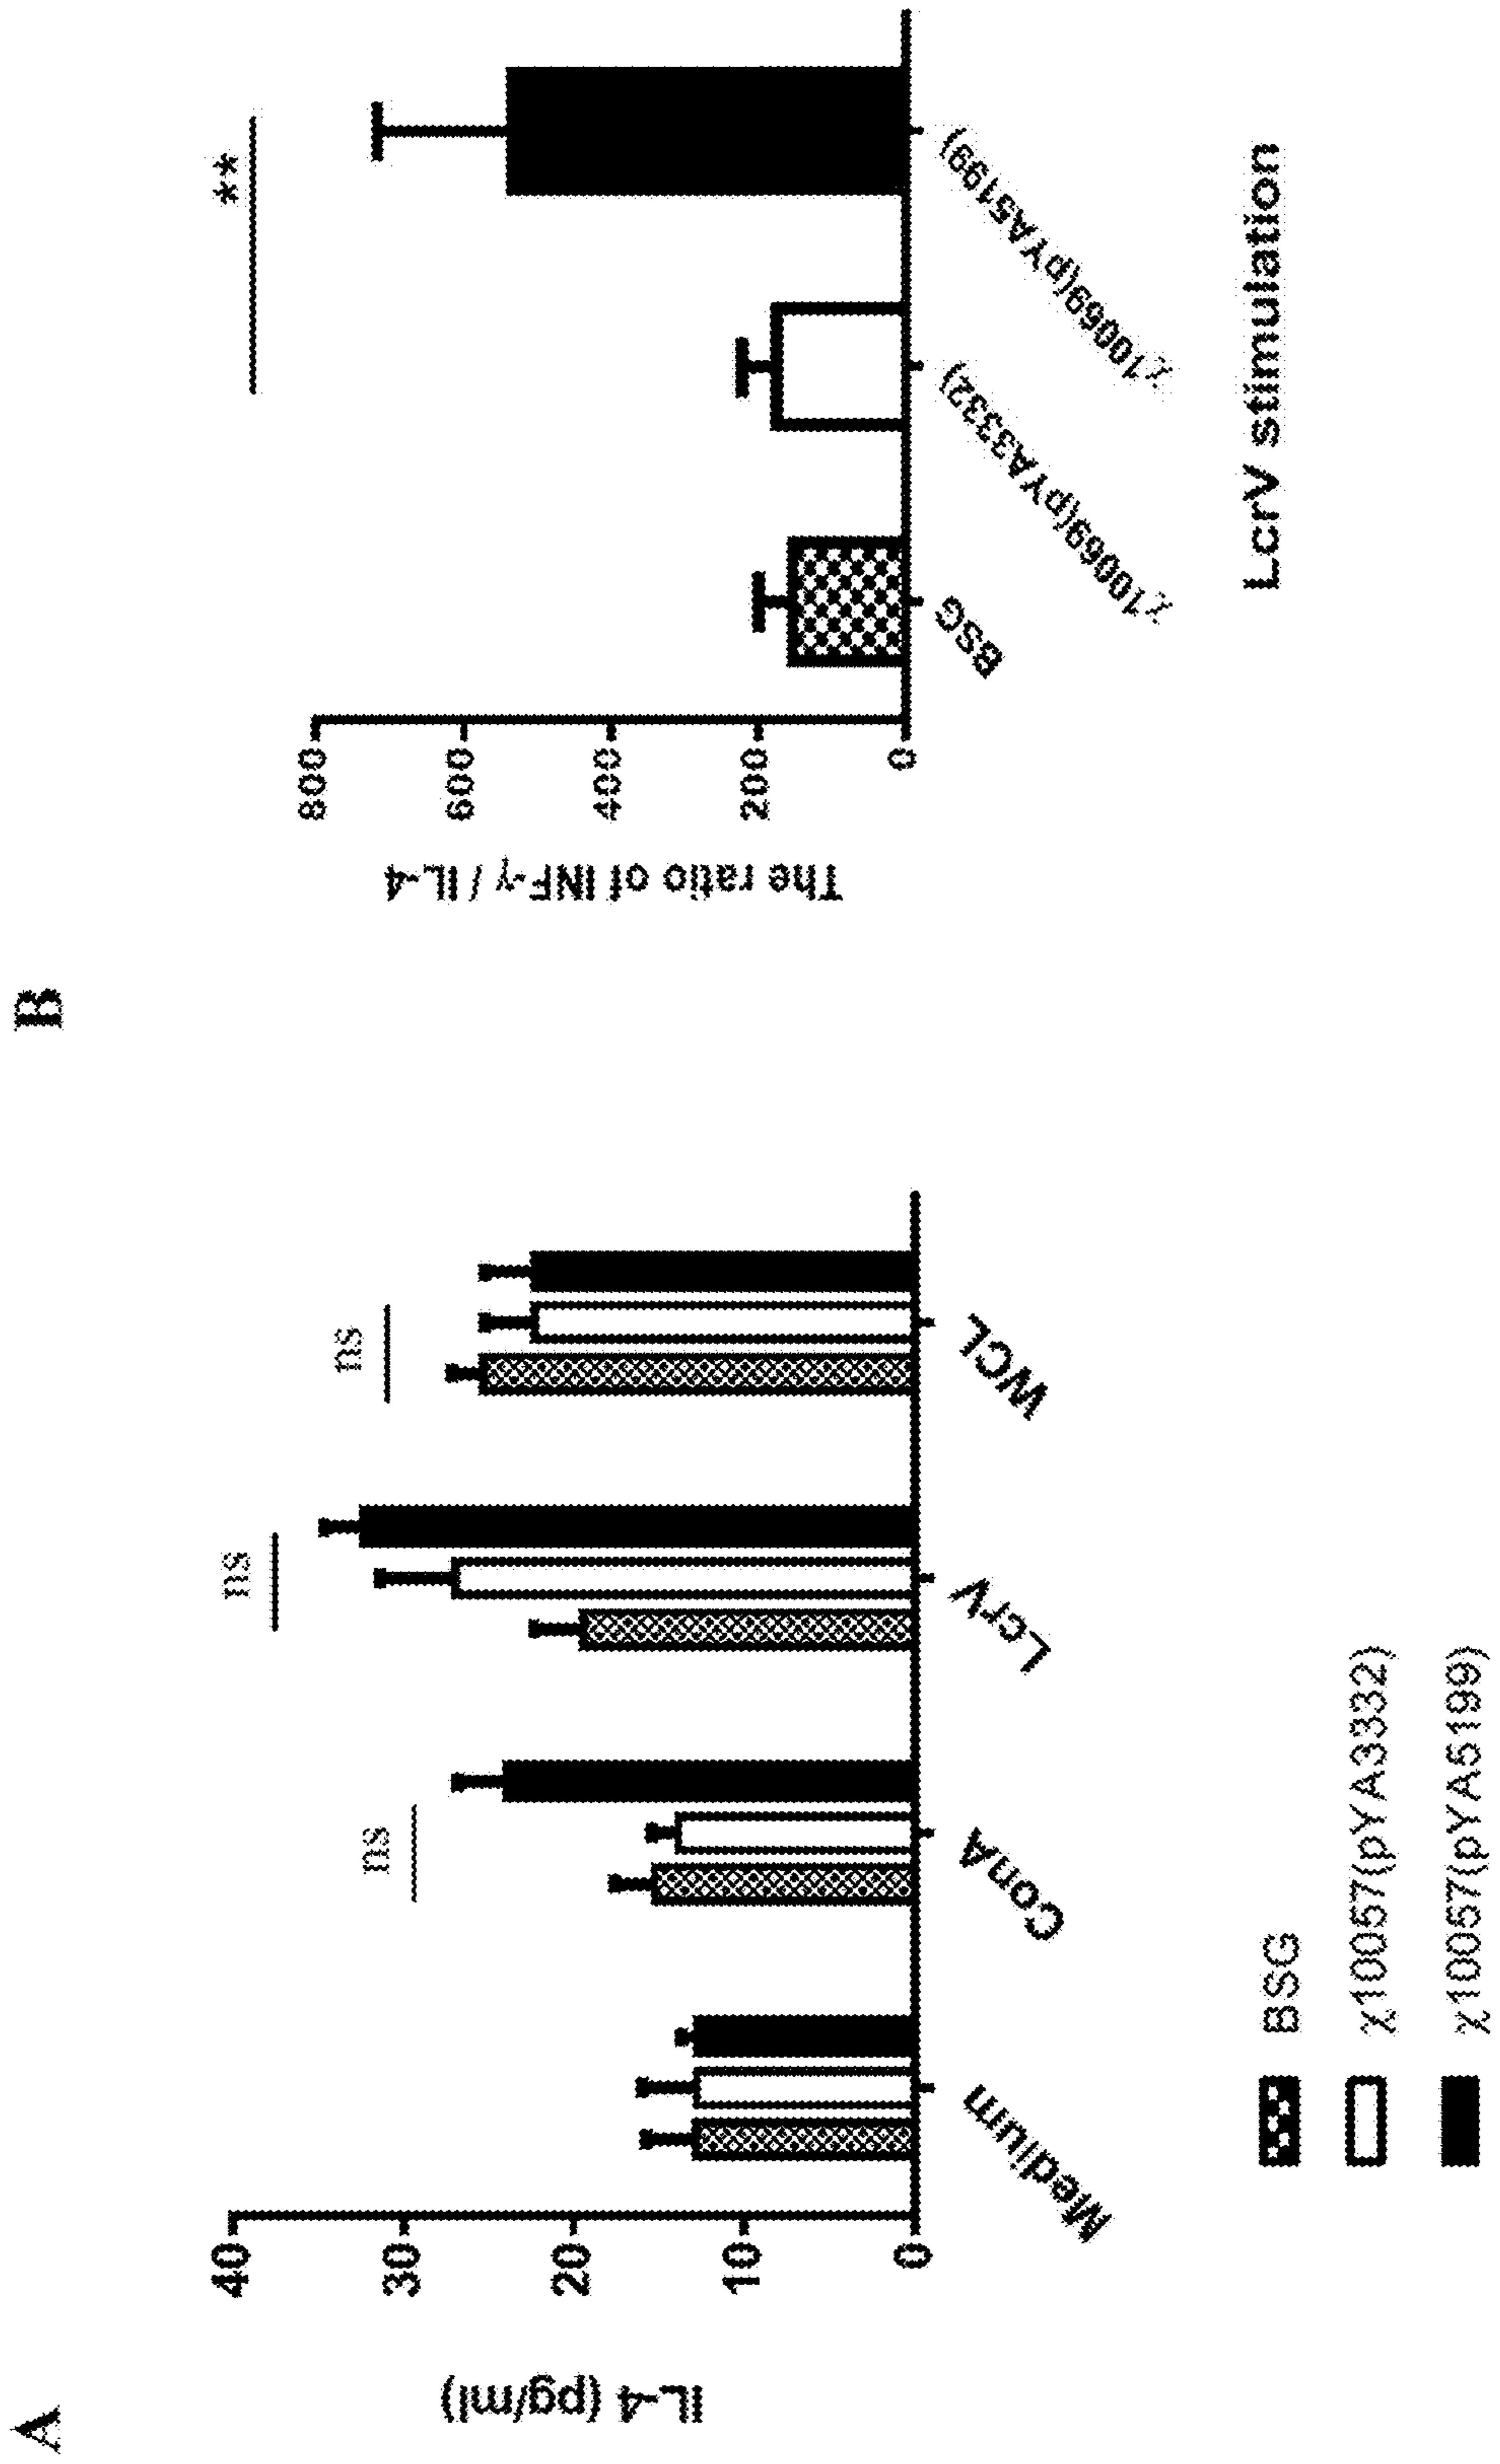 A
IL-4 (pg/ml)
40
30
20
10
0
ns
ns
ns
Medium
ConA
LcrV
WCL
BSG
χ10057(pYA3332)
χ10057(pYA5199)
B
The ratio of INF-γ / IL-4
800
600
400
200
0
**
BSG
χ10069(pYA3332)
χ10069(pYA5199)
LcrV stimulation